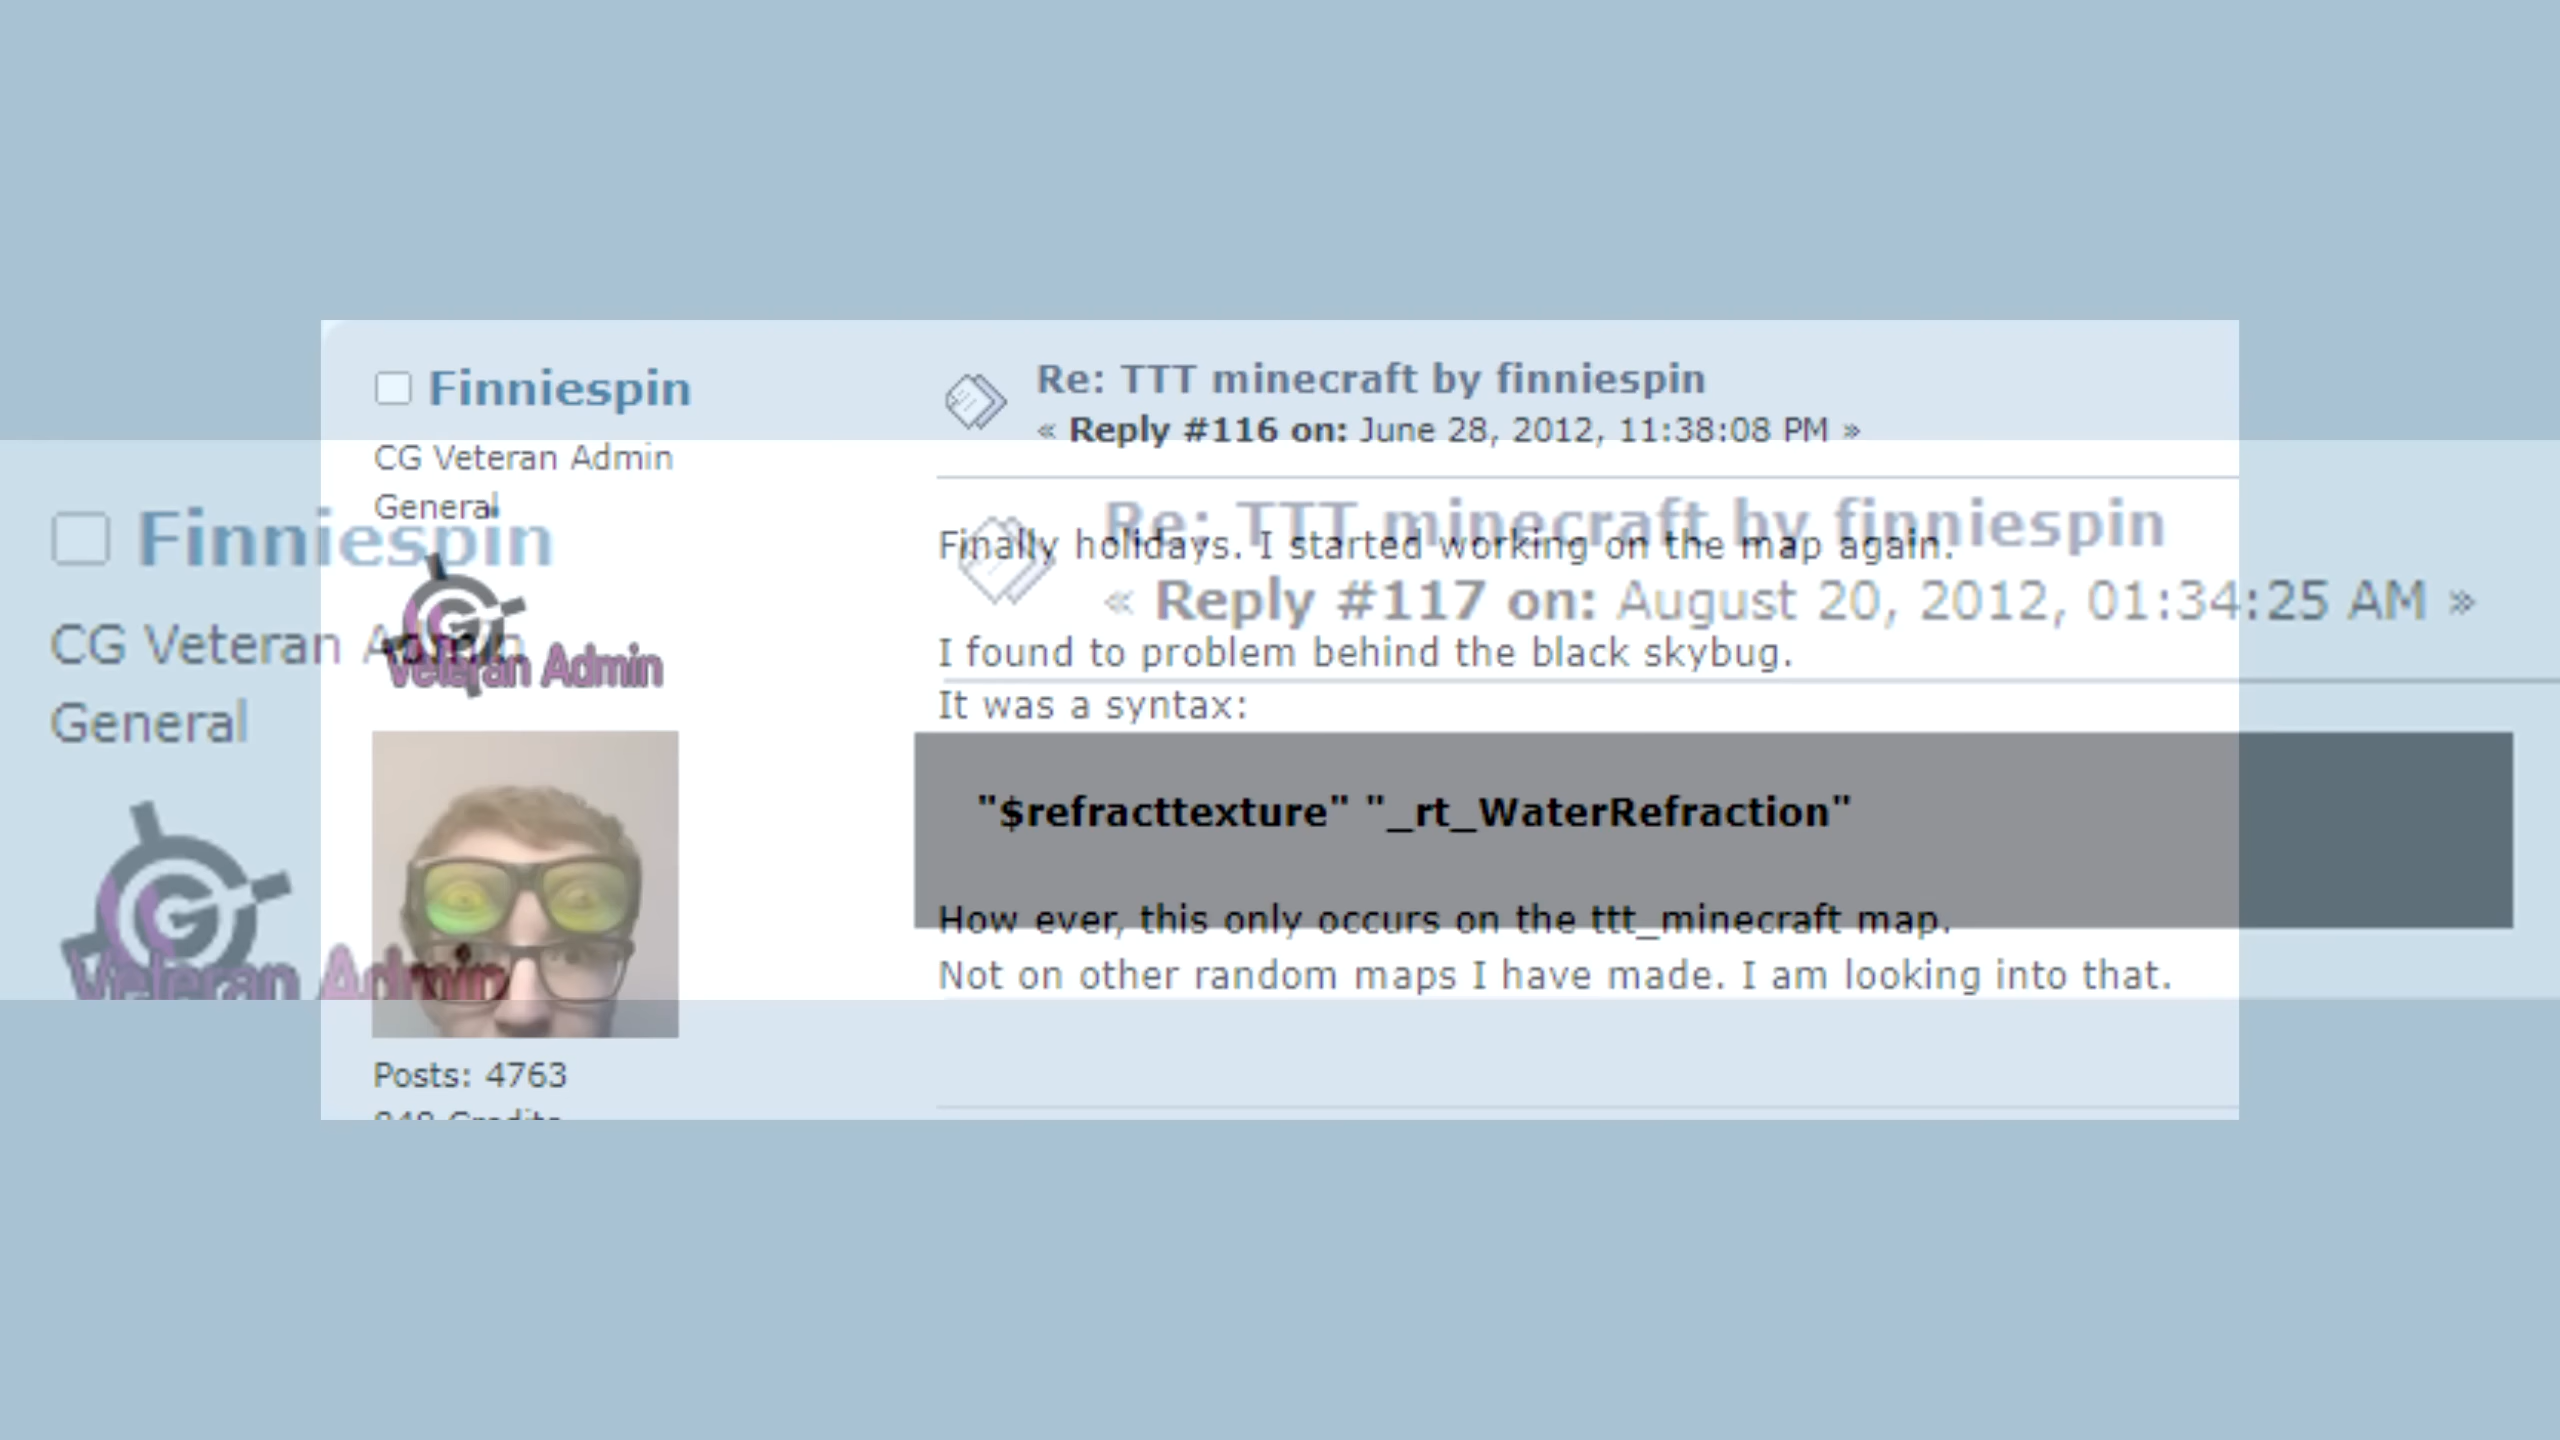 Finniespin
CG Veteran Admin
General
Veteran Admin
Posts: 4763
Re: TTT minecraft by finniespin
« Reply #116 on: June 28, 2012, 11:38:08 PM »
Finally holidays. I started working on the map again.
I found to problem behind the black skybug.
It was a syntax:
"$refracttexture" "_rt_WaterRefraction"
How ever, this only occurs on the ttt_minecraft map.
Not on other random maps I have made. I am looking into that.
Finniespin
CG Veteran Admin
General
Veteran Admin
Re: TTT minecraft by finniespin
« Reply #117 on: August 20, 2012, 01:34:25 AM »